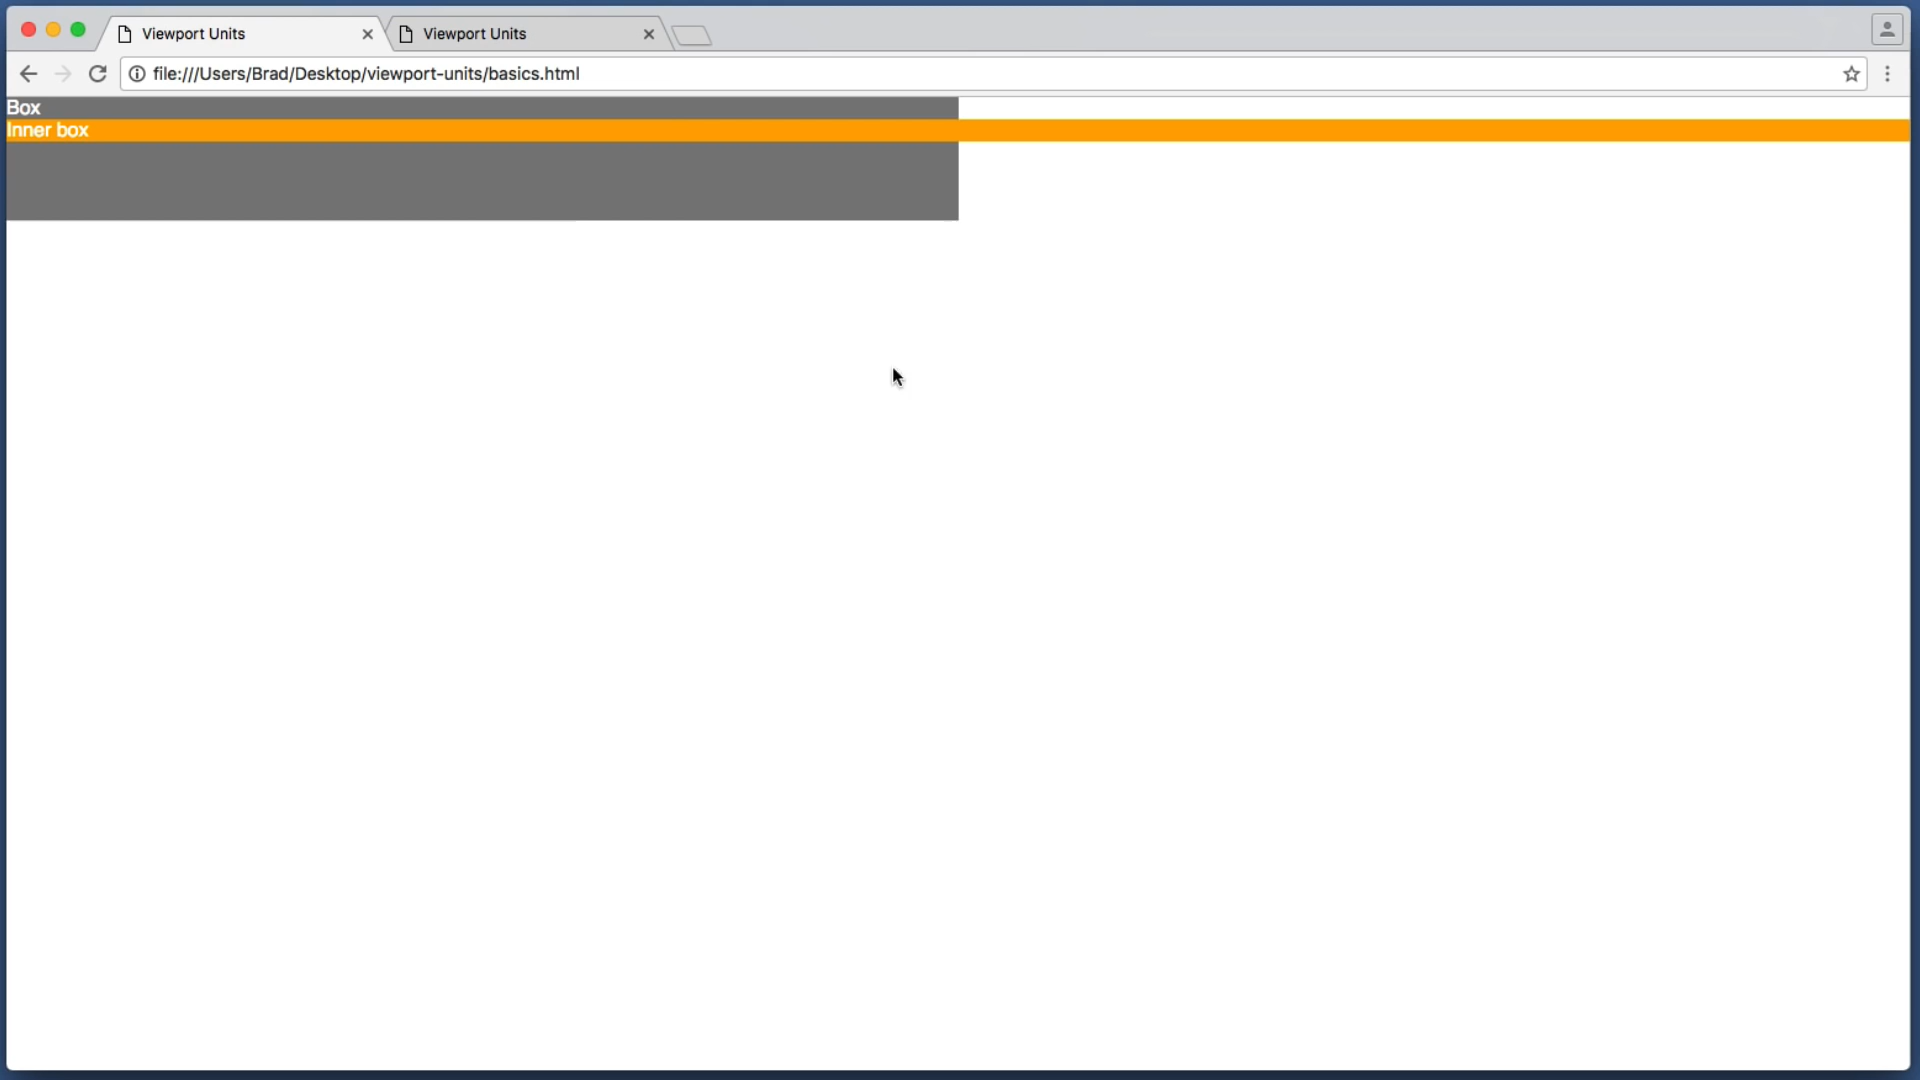 Viewport Units
Viewport Units
file:///Users/Brad/Desktop/viewport-units/basics.html
Box
Inner box